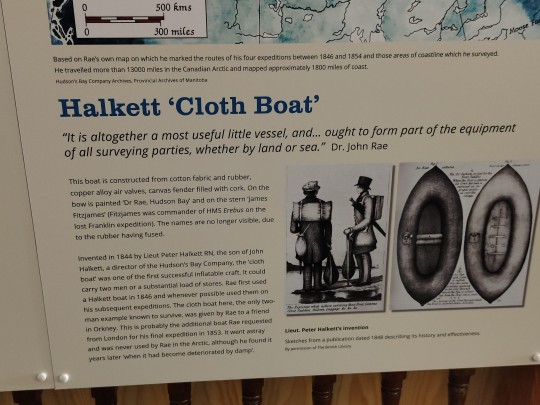 500 kms
300 miles
Based on Rae's own map on which he marked the routes of his four expeditions between 1846 and 1854 and those areas of coastline which he surveyed.
He travelled more than 13000 miles in the Canadian Arctic and mapped approximately 1800 miles of coast.
Hudson's Bay Company Archives, Provincial Archives of Manitoba
Halkett 'Cloth Boat'
"It is altogether a most useful little vessel, and... ought to form part of the equipment
of all surveying parties, whether by land or sea." Dr. John Rae
This boat is constructed from cotton fabric and rubber,
copper alloy air valves, canvas fender filled with cork. On the
bow is painted 'Dr Rae, Hudson Bay' and on the stern 'James
Fitzjames' (Fitzjames was commander of HMS Erebus on the
lost Franklin expedition). The names are no longer visible, due
to the rubber having fused.
Invented in 1844 by Lieut Peter Halkett RN, the son of John
Halkett, a director of the Hudson's Bay Company, the 'cloth
boat' was one of the first successful inflatable craft. It could
carry two men or a substantial load of stores. Rae first used
a Halkett boat in 1846 and whenever possible used them on
his subsequent expeditions. The cloth boat here, the only two-
man example known to survive, was given by Rae to a friend
in Orkney. This is probably the additional boat Rae requested
from London for his final expedition in 1853. It went astray
and was never used by Rae in the Arctic, although he found it
years later 'when it had become deteriorated by damp'.
Lieut. Peter Halkett's invention
Sketches from a publication dated 1848 describing its history and effectiveness.
By permission of The British Library